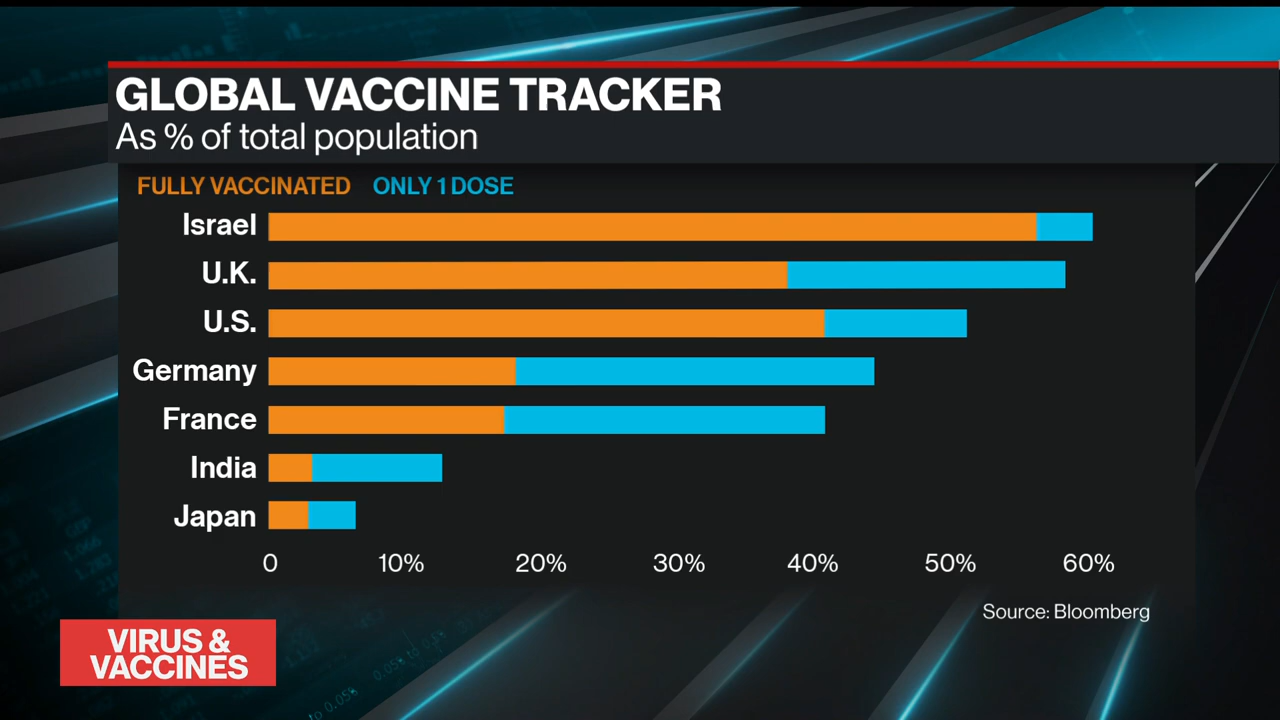 GLOBAL VACCINE TRACKER
As % of total population
FULLY VACCINATED ONLY 1 DOSE
Israel
U.K.
U.S.
Germany
France
India
Japan
0 10% 20% 30% 40% 50% 60%
Source: Bloomberg
VIRUS &
VACCINES